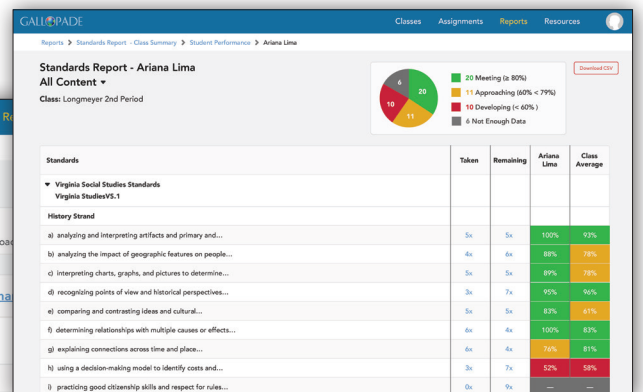 GALLOPADE
Classes Assignments Reports Resources
Reports > Standards Report - Class Summary > Student Performance > Ariana Lima
Standards Report - Ariana Lima
All Content ▾
Class: Longmeyer 2nd Period
6
20
10
11
20 Meeting (≥ 80%)
11 Approaching (60% < 79%)
10 Developing (< 60% )
6 Not Enough Data
Download CSV
Standards Taken Remaining Ariana Lima Class Average
▼ Virginia Social Studies Standards
Virginia StudiesVS.1
History Strand
a) analyzing and interpreting artifacts and primary and... 5x 5x 100% 93%
b) analyzing the impact of geographic features on people... 4x 6x 88% 78%
c) interpreting charts, graphs, and pictures to determine... 5x 5x 89% 78%
d) recognizing points of view and historical perspectives... 3x 7x 95% 96%
e) comparing and contrasting ideas and cultural... 5x 5x 83% 61%
f) determining relationships with multiple causes or effects... 6x 4x 100% 83%
g) explaining connections across time and place... 6x 4x 76% 81%
h) using a decision-making model to identify costs and... 3x 7x 52% 58%
i) practicing good citizenship skills and respect for rules... 0x 9x — —